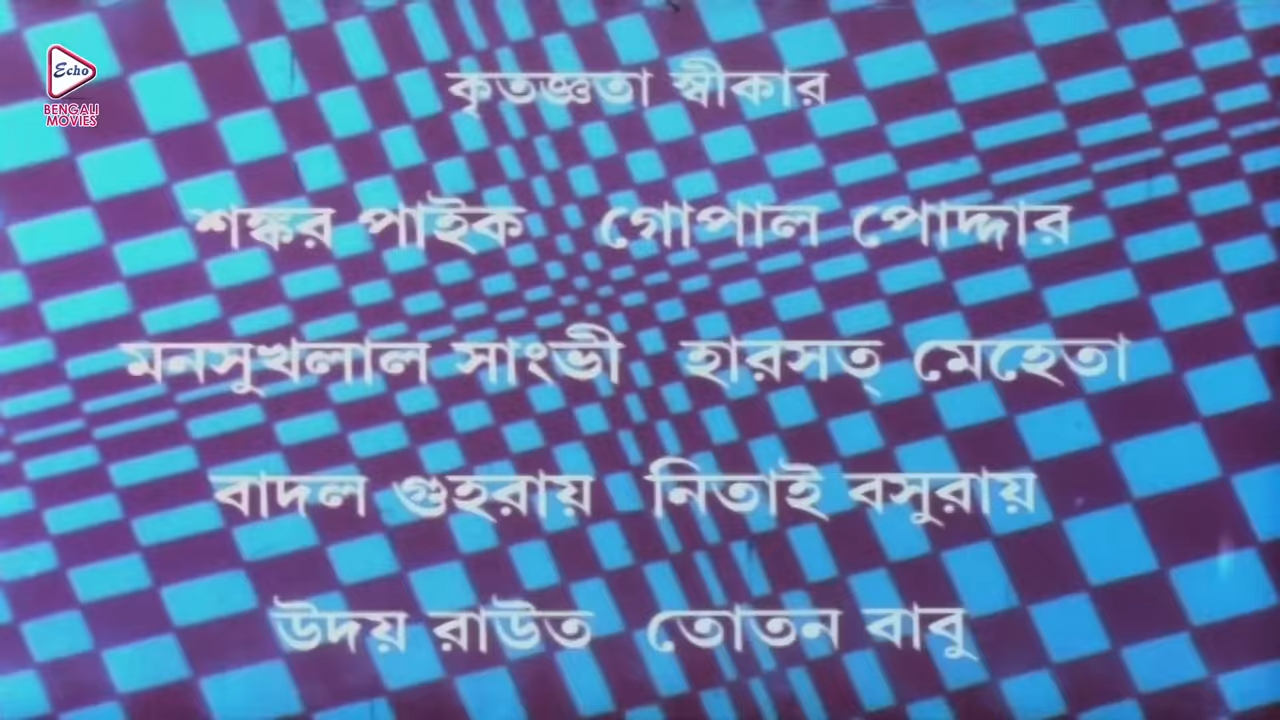 Echo
BENGALI
MOVIES
কৃতজ্ঞতা স্বীকার
শঙ্কর পাইক গোপাল পোদ্দার
মনসুখলাল সাংভী হারসত্ মেহেতা
বাদল গুহরায় নিতাই বসুরায়
উদয় রাউত তোতন বাবু